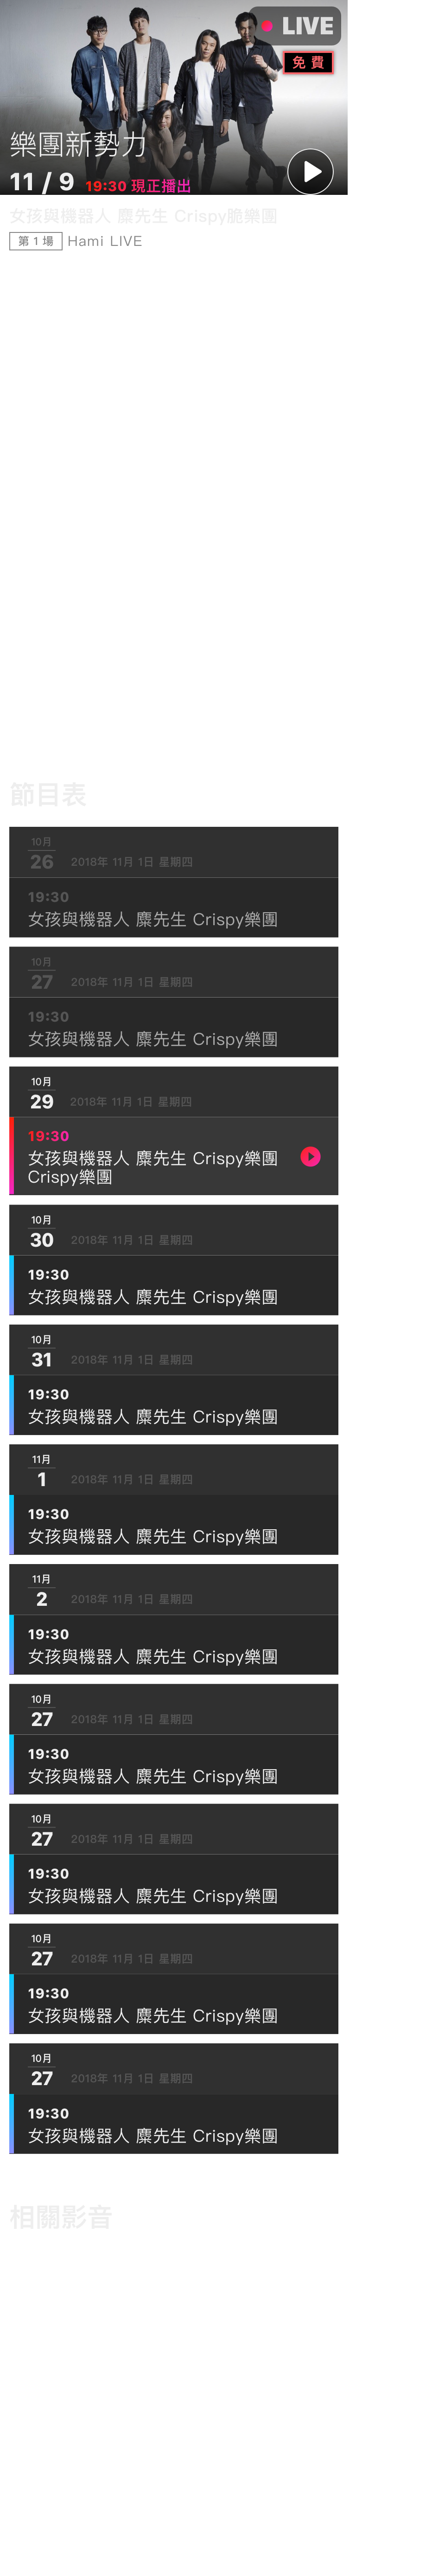 LIVE
免費
樂團新勢力
11 / 9 19:30 現正播出
女孩與機器人 麋先生 Crispy脆樂團
第 1 場 Hami LIVE
節目表
10月
26 2018年 11月 1日 星期四
19:30
女孩與機器人 麋先生 Crispy樂團
10月
27 2018年 11月 1日 星期四
19:30
女孩與機器人 麋先生 Crispy樂團
10月
29 2018年 11月 1日 星期四
19:30
女孩與機器人 麋先生 Crispy樂團
Crispy樂團
10月
30 2018年 11月 1日 星期四
19:30
女孩與機器人 麋先生 Crispy樂團
10月
31 2018年 11月 1日 星期四
19:30
女孩與機器人 麋先生 Crispy樂團
11月
1 2018年 11月 1日 星期四
19:30
女孩與機器人 麋先生 Crispy樂團
11月
2 2018年 11月 1日 星期四
19:30
女孩與機器人 麋先生 Crispy樂團
10月
27 2018年 11月 1日 星期四
19:30
女孩與機器人 麋先生 Crispy樂團
10月
27 2018年 11月 1日 星期四
19:30
女孩與機器人 麋先生 Crispy樂團
10月
27 2018年 11月 1日 星期四
19:30
女孩與機器人 麋先生 Crispy樂團
10月
27 2018年 11月 1日 星期四
19:30
女孩與機器人 麋先生 Crispy樂團
相關影音